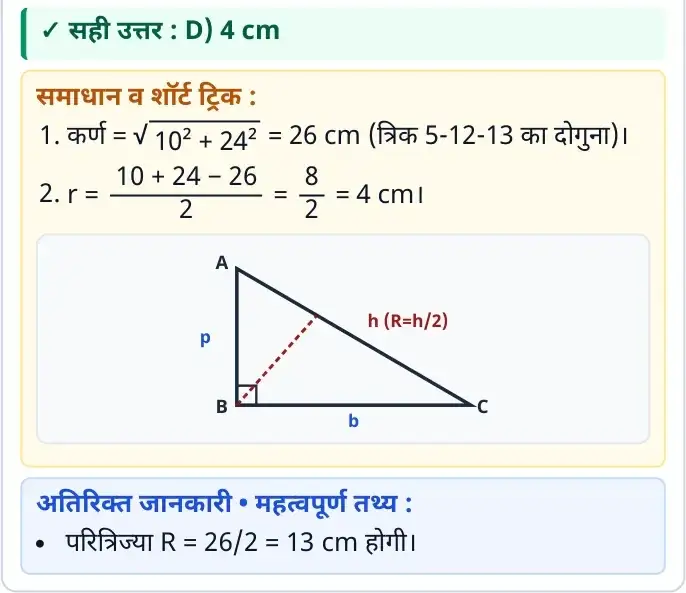 ✓ सही उत्तर : D) 4 cm
समाधान व शॉर्ट ट्रिक :
1. कर्ण = √10² + 24² = 26 cm (त्रिक 5-12-13 का दोगुना)।
2. r = (10 + 24 − 26)/2 = 8/2 = 4 cm।
A
h (R=h/2)
p
B
C
b
अतिरिक्त जानकारी • महत्वपूर्ण तथ्य :
• परित्रिज्या R = 26/2 = 13 cm होगी।